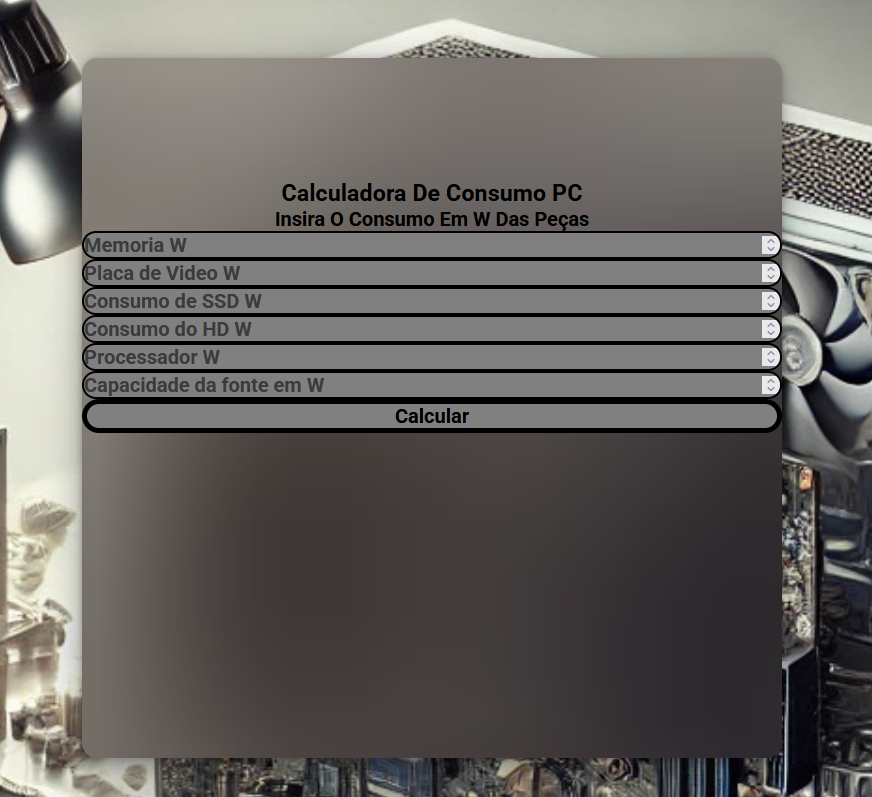 Calculadora De Consumo PC
Insira O Consumo Em W Das Peças
Memoria W
Placa de Video W
Consumo de SSD W
Consumo do HD W
Processador W
Capacidade da fonte em W
Calcular